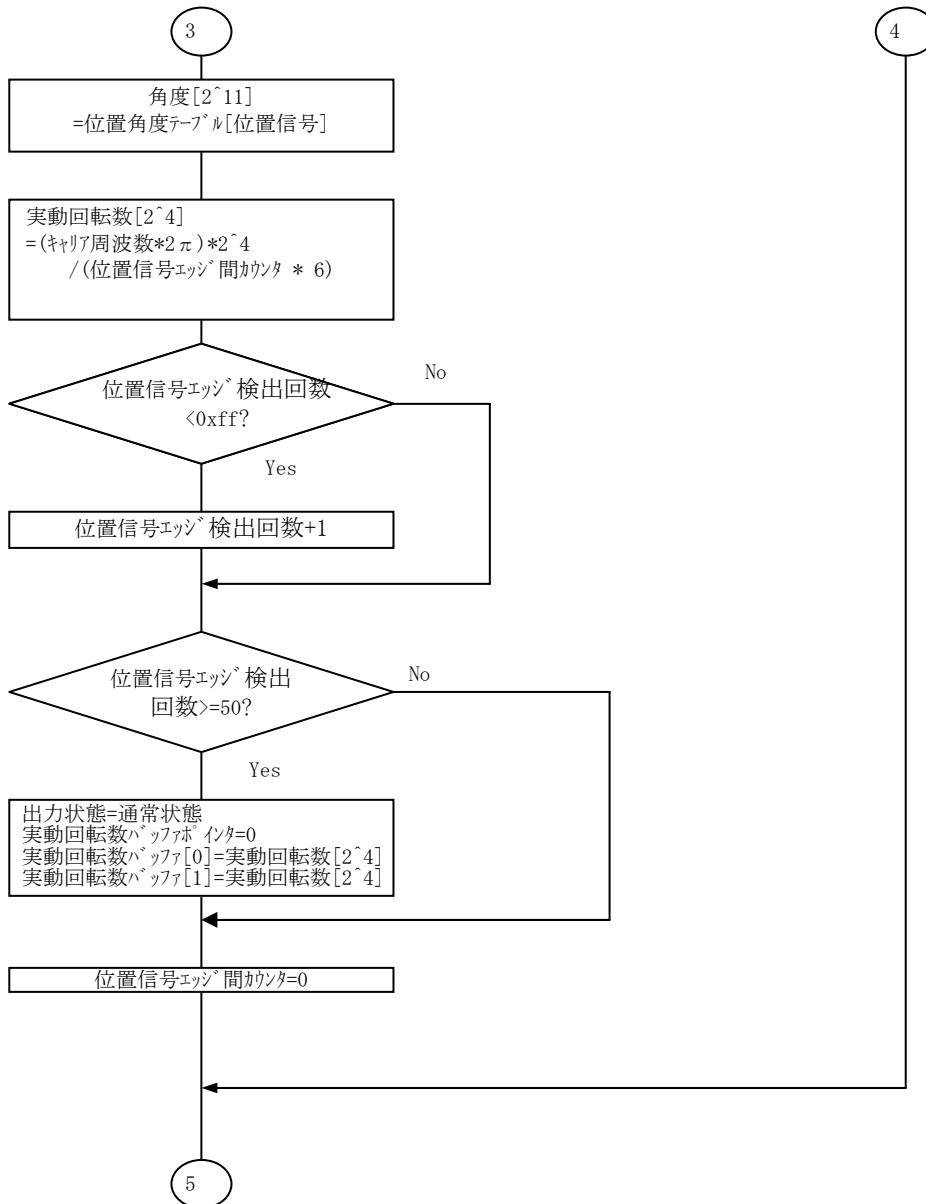 3
4
角度[2^11]
=位置角度ﾃｰﾌﾞﾙ[位置信号]
実動回転数[2^4]
=(ｷｬﾘｱ周波数*2π)*2^4
/(位置信号ｴｯｼﾞ間ｶｳﾝﾀ * 6)
位置信号ｴｯｼﾞ検出回数
<0xff?
No
Yes
位置信号ｴｯｼﾞ検出回数+1
位置信号ｴｯｼﾞ検出
回数>=50?
No
Yes
出力状態=通常状態
実動回転数ﾊﾞｯﾌｧﾎﾟｲﾝﾀ=0
実動回転数ﾊﾞｯﾌｧ[0]=実動回転数[2^4]
実動回転数ﾊﾞｯﾌｧ[1]=実動回転数[2^4]
位置信号ｴｯｼﾞ間ｶｳﾝﾀ=0
5